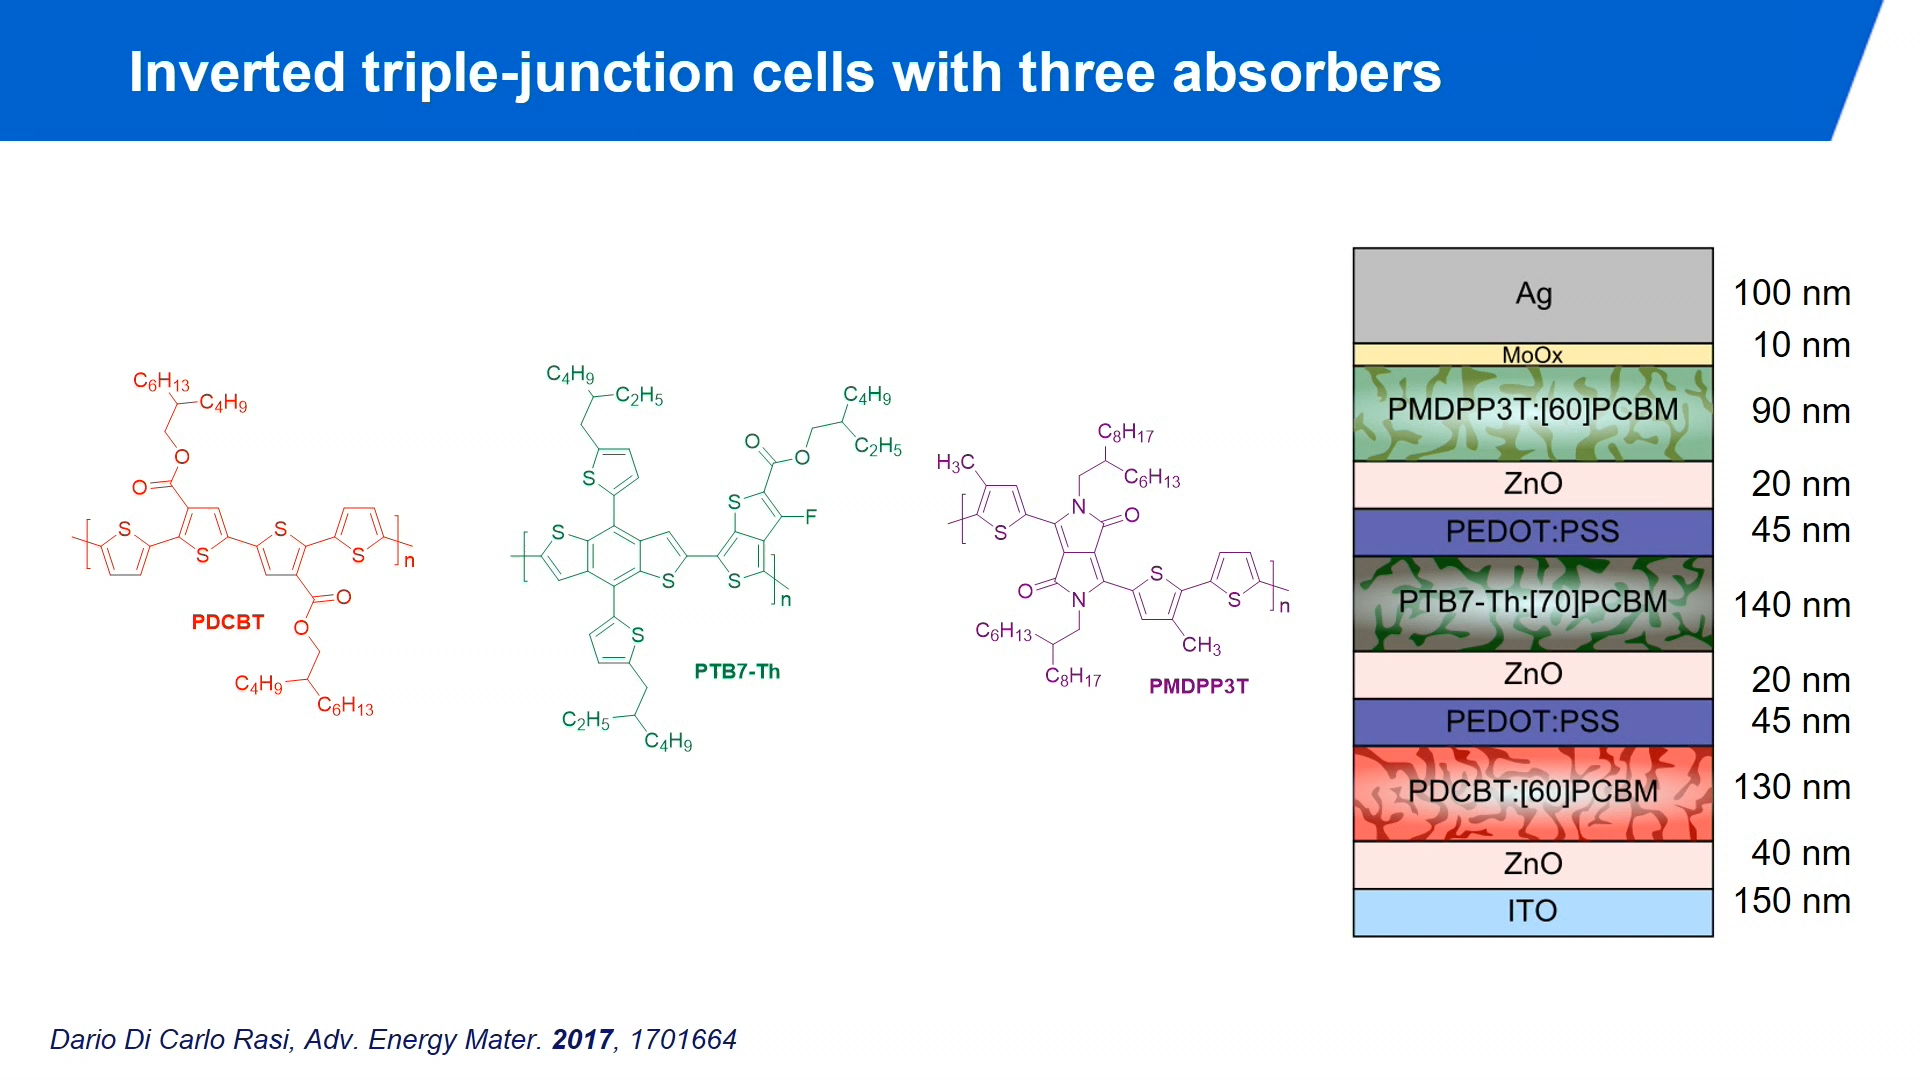 Inverted triple-junction cells with three absorbers
C6H13
C4H9
O
O
S
S
S
S
n
O
O
PDCBT
C4H9
C6H13
C4H9
C2H5
C4H9
C2H5
O
O
S
S
F
S
S
S
n
S
PTB7-Th
C2H5
C4H9
C8H17
C6H13
H3C
N
O
S
S
O
N
S
n
C6H13
CH3
C8H17
PMDPP3T
Ag 100 nm
MoOx 10 nm
PMDPP3T:[60]PCBM 90 nm
ZnO 20 nm
PEDOT:PSS 45 nm
PTB7-Th:[70]PCBM 140 nm
ZnO 20 nm
PEDOT:PSS 45 nm
PDCBT:[60]PCBM 130 nm
ZnO 40 nm
ITO 150 nm
Dario Di Carlo Rasi, Adv. Energy Mater. 2017, 1701664